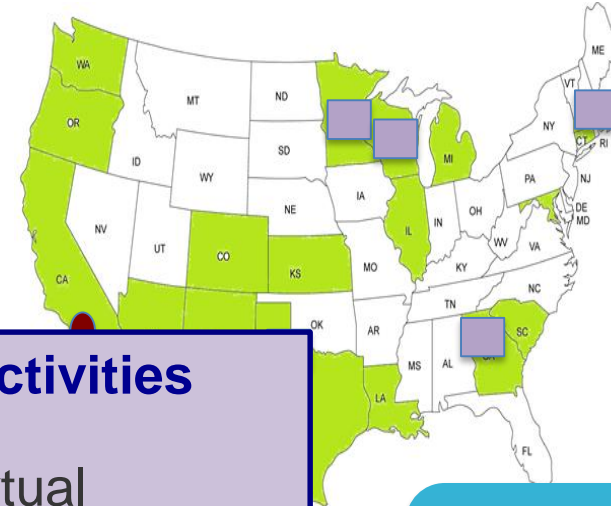 ME
WA
VT
MT
ND
OR
NY
CT
RI
ID
SD
MI
WY
PA
NJ
IA
NE
DE
OH
MD
IL
IN
NV
WV
UT
VA
CO
KS
MO
KY
CA
NC
TN
OK
SC
AR
MS
AL
ctivities
LA
FL
tual